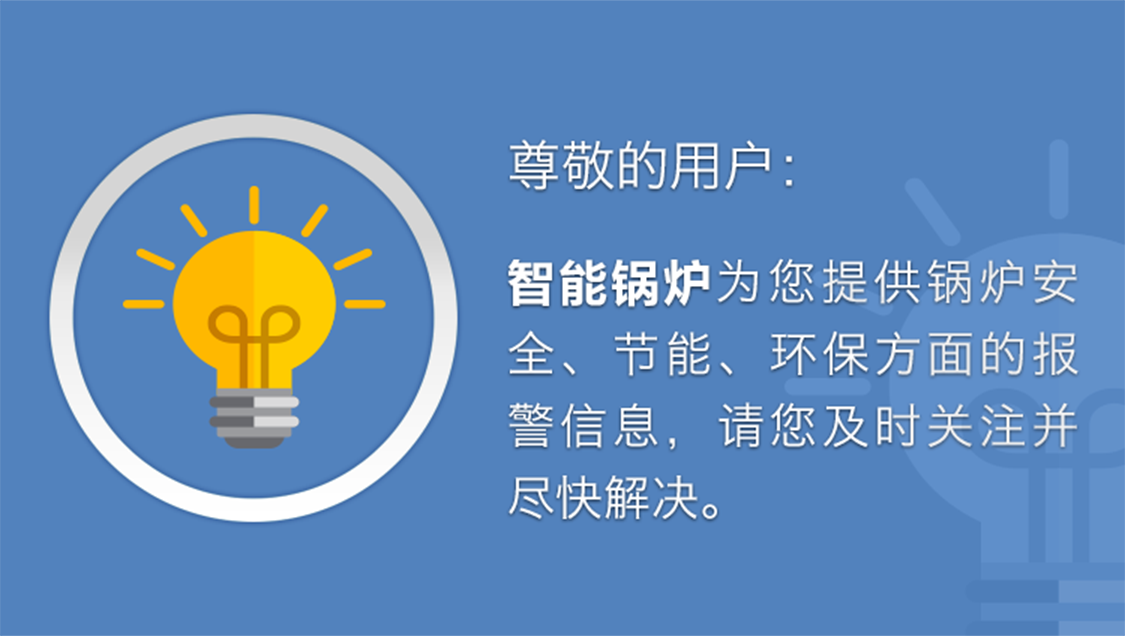 尊敬的用户：
智能锅炉为您提供锅炉安
全、节能、环保方面的报
警信息，请您及时关注并
尽快解决。